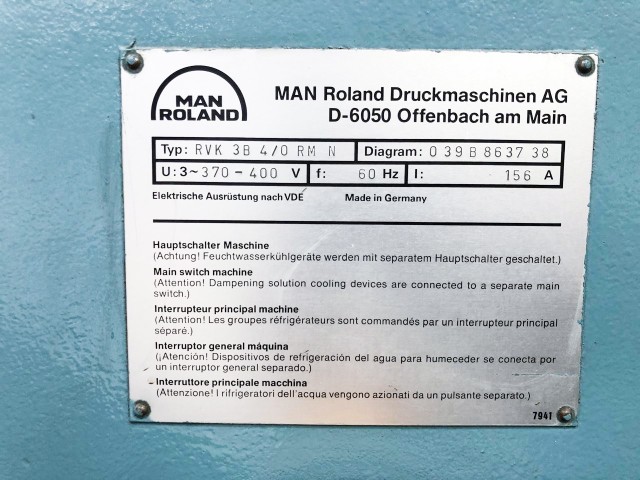 MAN
ROLAND
MAN Roland Druckmaschinen AG
D-6050 Offenbach am Main
Typ: RVK 3B 4/0 RM N Diagram: 039B86373 8
U: 3~370-400 V f: 60 Hz I: 156 A
Elektrische Ausrüstung nach VDE Made in Germany
Hauptschalter Maschine
(Achtung! Feuchtwasserkühlgeräte werden mit separatem Hauptschalter geschaltet.)
Main switch machine
(Attention! Dampening solution cooling devices are connected to a separate main
switch.)
Interrupteur principal machine
(Attention! Les groupes réfrigérateurs sont commandés par un interrupteur principal
séparé.)
Interruptor general máquina
(¡Atención! Dispositivos de refrigeración del agua para humeceder se conecta por
un interruptor general separado.)
Interruttore principale macchina
(Attenzione! I rifrigeratori dell'acqua vengono azionati da un pulsante separato.)
7941